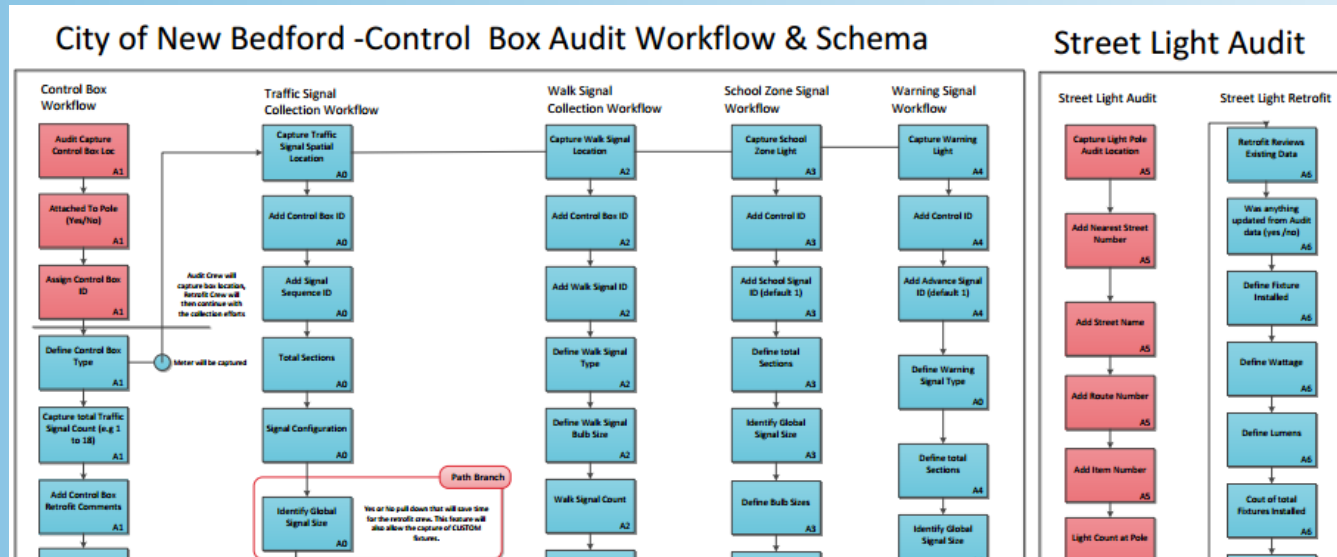 City of New Bedford -Control Box Audit Workflow & Schema
Street Light Audit
Control Box
Workflow
Audit Capture
Control Box Loc
A1
Attached To Pole
(Yes/No)
A1
Assign Control Box
ID
A1
Define Control Box
Type
A1
Capture total Traffic
Signal Count (e.g 1
to 18)
A1
Add Control Box
Retrofit Comments
A1
Audit Crew will
capture box location,
Retrofit Crew will
then continue with
the collection efforts
Meter will be captured
Traffic Signal
Collection Workflow
Capture Traffic
Signal Spatial
Location
A0
Add Control Box ID
A0
Add Signal
Sequence ID
A0
Total Sections
A0
Signal Configuration
A0
Path Branch
Identify Global
Signal Size
A0
Yes or No pull down that will save time
for the retrofit crew. This feature will
also allow the capture of CUSTOM
fixtures.
Walk Signal
Collection Workflow
Capture Walk Signal
Location
A2
Add Control Box ID
A2
Add Walk Signal ID
A2
Define Walk Signal
Type
A2
Define Walk Signal
Bulb Size
A2
Walk Signal Count
A2
School Zone Signal
Workflow
Capture School
Zone Light
A3
Add Control ID
A3
Add School Signal
ID (default 1)
A3
Define total
Sections
A3
Identify Global
Signal Size
A3
Define Bulb Sizes
A3
Warning Signal
Workflow
Capture Warning
Light
A4
Add Control ID
A4
Add Advance Signal
ID (default 1)
A4
Define Warning
Signal Type
A0
Define total
Sections
A4
Identify Global
Signal Size
Street Light Audit
Capture Light Pole
Audit Location
A5
Add Nearest Street
Number
A5
Add Street Name
A5
Add Route Number
A5
Add Item Number
A5
Light Count at Pole
Street Light Retrofit
Retrofit Reviews
Existing Data
A6
Was anything
updated from Audit
data (yes /no)
A6
Define Fixture
Installed
A6
Define Wattage
A6
Define Lumens
A6
Cout of total
Fixtures Installed
A6